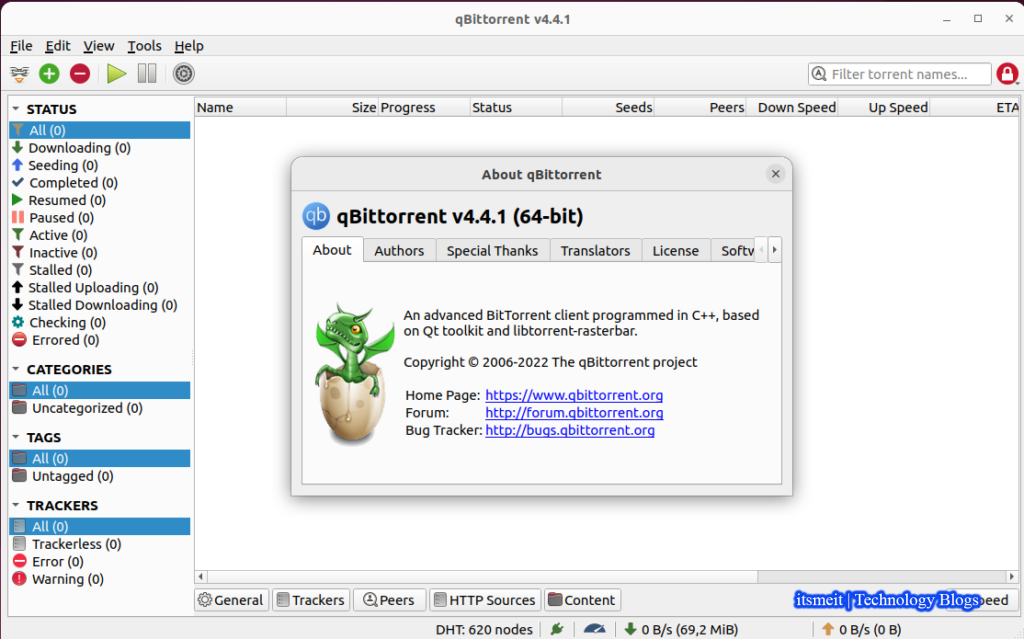 qBittorrent v4.4.1
File Edit View Tools Help
Filter torrent names...
STATUS
All (0)
Downloading (0)
Seeding (0)
Completed (0)
Resumed (0)
Paused (0)
Active (0)
Inactive (0)
Stalled (0)
Stalled Uploading (0)
Stalled Downloading (0)
Checking (0)
Errored (0)
CATEGORIES
All (0)
Uncategorized (0)
TAGS
All (0)
Untagged (0)
TRACKERS
All (0)
Trackerless (0)
Error (0)
Warning (0)
Name Size Progress Status Seeds Peers Down Speed Up Speed ETA
About qBittorrent
qb qBittorrent v4.4.1 (64-bit)
About Authors Special Thanks Translators License
An advanced BitTorrent client programmed in C++, based
on Qt toolkit and libtorrent-rasterbar.
Copyright © 2006-2022 The qBittorrent project
Home Page: https://www.qbittorrent.org
Forum: http://forum.qbittorrent.org
Bug Tracker: http://bugs.qbittorrent.org
General Trackers Peers HTTP Sources Content
itsmeit | Technology Blogs
DHT: 620 nodes 0 B/s (69,2 MiB) 0 B/s (0 B)